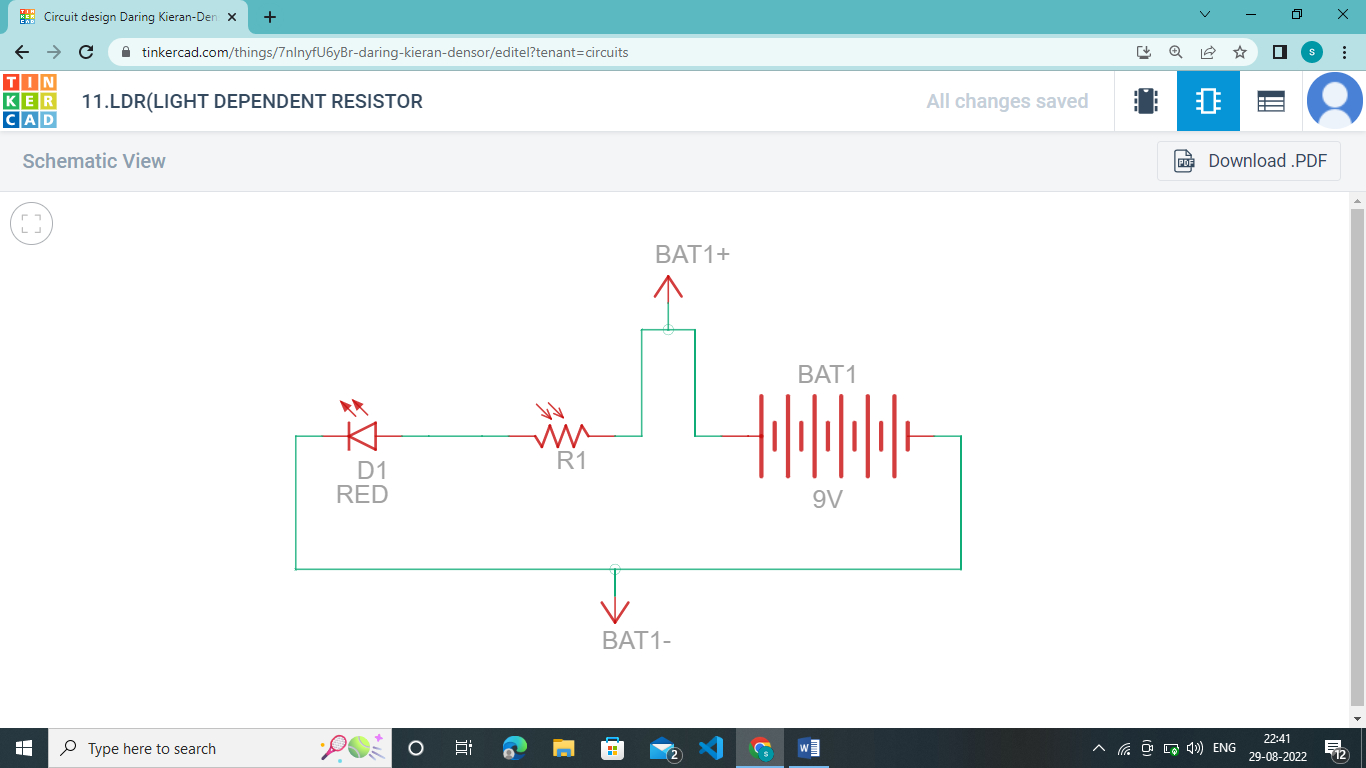 Circuit design Daring Kieran-Den
tinkercad.com/things/7nInyfU6yBr-daring-kieran-densor/editel?tenant=circuits
S
TIN
KER
CAD
11.LDR(LIGHT DEPENDENT RESISTOR
All changes saved
Schematic View
PDF
Download .PDF
BAT1+
BAT1
D1
RED
R1
9V
BAT1-
Type here to search
2
S
W
ENG
22:41
29-08-2022
12